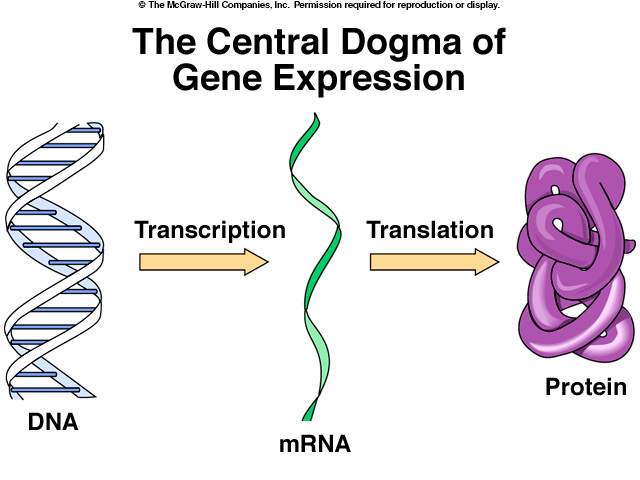 © The McGraw-Hill Companies, Inc. Permission required for reproduction or display.
The Central Dogma of
Gene Expression
Transcription
Translation
Protein
DNA
mRNA